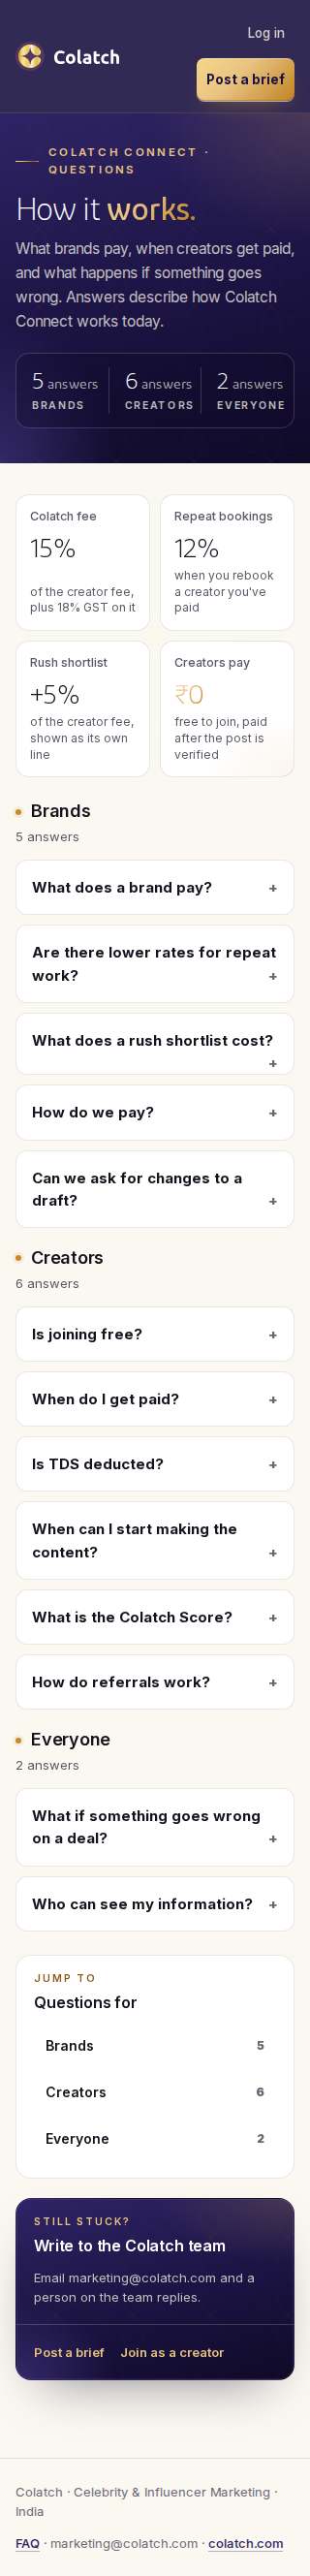 Log in
Colatch
Post a brief
COLATCH CONNECT ·
QUESTIONS
How it works.
What brands pay, when creators get paid,
and what happens if something goes
wrong. Answers describe how Colatch
Connect works today.
5 answers
BRANDS
6 answers
CREATORS
2 answers
EVERYONE
Colatch fee
15%
of the creator fee,
plus 18% GST on it
Repeat bookings
12%
when you rebook
a creator you've
paid
Rush shortlist
+5%
of the creator fee,
shown as its own
line
Creators pay
₹0
free to join, paid
after the post is
verified
Brands
5 answers
What does a brand pay? +
Are there lower rates for repeat
work? +
What does a rush shortlist cost?
+
How do we pay? +
Can we ask for changes to a
draft? +
Creators
6 answers
Is joining free? +
When do I get paid? +
Is TDS deducted? +
When can I start making the
content? +
What is the Colatch Score? +
How do referrals work? +
Everyone
2 answers
What if something goes wrong
on a deal? +
Who can see my information? +
JUMP TO
Questions for
Brands 5
Creators 6
Everyone 2
STILL STUCK?
Write to the Colatch team
Email marketing@colatch.com and a
person on the team replies.
Post a brief Join as a creator
Colatch · Celebrity & Influencer Marketing ·
India
FAQ · marketing@colatch.com · colatch.com